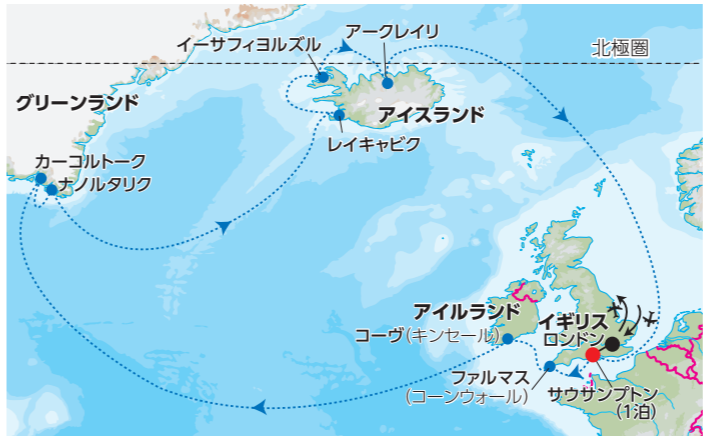 イーサフィヨルズル
アークレイリ
北極圏
グリーンランド
アイスランド
レイキャビク
カーコルトーク
ナノルタリク
アイルランド
コーヴ(キンセール)
イギリス
ロンドン
ファルマス
(コーンウォール)
サウサンプトン
(1泊)